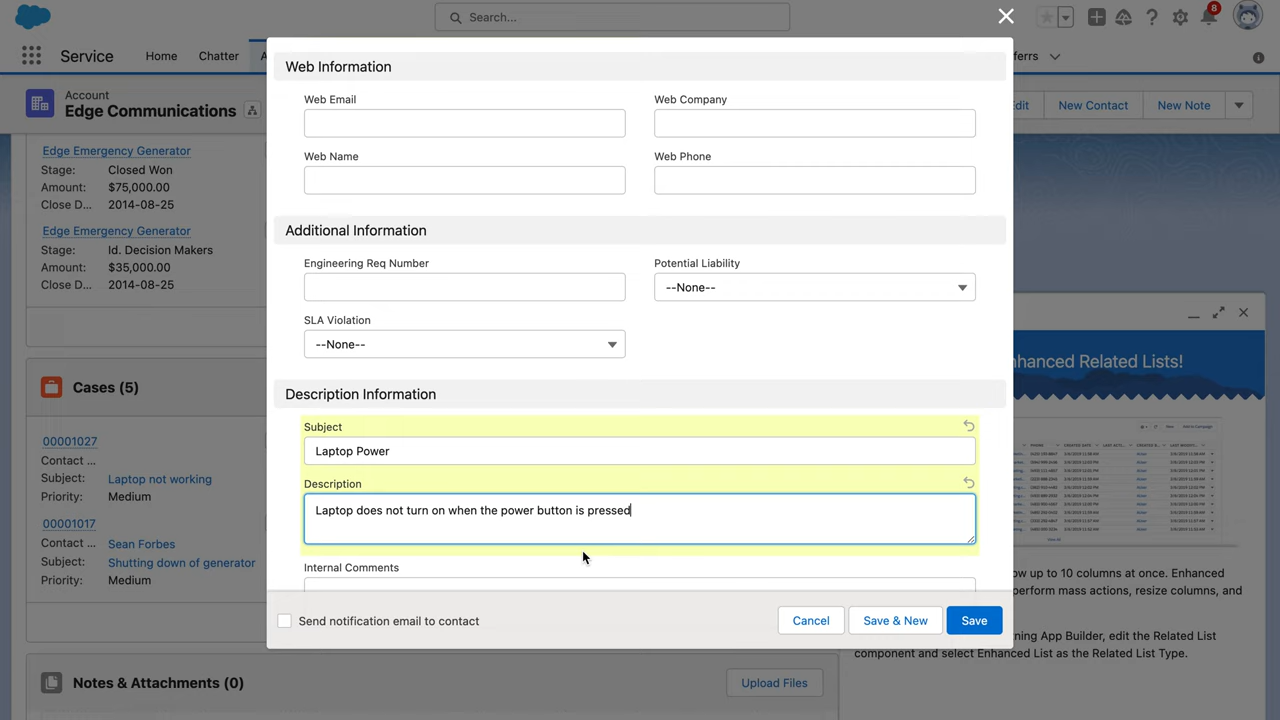 Search...
8
Service
Home
Chatter
A
ferrs
Account
Edge Communications
dit
New Contact
New Note
Edge Emergency Generator
Stage: Closed Won
Amount: $75,000.00
Close D... 2014-08-25
Edge Emergency Generator
Stage: Id. Decision Makers
Amount: $35,000.00
Close D... 2014-08-25
Cases (5)
00001027
Contact ...
Subject: Laptop not working
Priority: Medium
00001017
Contact ... Sean Forbes
Subject: Shutting down of generator
Priority: Medium
Notes & Attachments (0)
Upload Files
Web Information
Web Email
Web Company
Web Name
Web Phone
Additional Information
Engineering Req Number
Potential Liability
--None--
SLA Violation
--None--
Description Information
Subject
Laptop Power
Description
Laptop does not turn on when the power button is pressed
Internal Comments
Send notification email to contact
Cancel
Save & New
Save
hanced Related Lists!
ow up to 10 columns at once. Enhanced
perform mass actions, resize columns, and
ning App Builder, edit the Related List
component and select Enhanced List as the Related List Type.